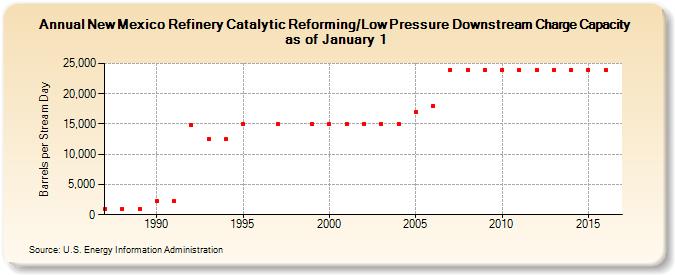 Annual New Mexico Refinery Catalytic Reforming/Low Pressure Downstream Charge Capacity
as of January 1
Barrels per Stream Day
25,000
20,000
15,000
10,000
5,000
0
1990 1995 2000 2005 2010 2015
Source: U.S. Energy Information Administration